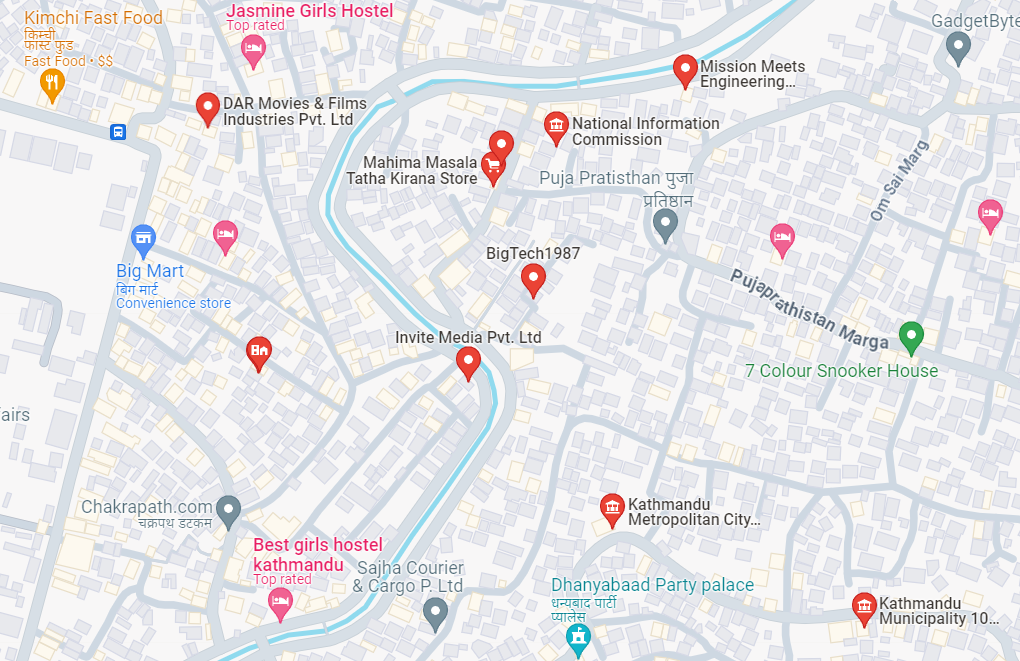 Kimchi Fast Food
किम्ची
फास्ट फुड
Fast Food • $$
Jasmine Girls Hostel
Top rated
GadgetByte
Mission Meets
Engineering...
DAR Movies & Films
Industries Pvt. Ltd
National Information
Commission
Mahima Masala
Tatha Kirana Store
Puja Pratisthan पुजा
प्रतिष्ठान
Om Sai Marg
BigTech1987
Big Mart
बिग मार्ट
Convenience store
Pujaprathistan Marga
Invite Media Pvt. Ltd
7 Colour Snooker House
fairs
Chakrapath.com
चक्रपथ डटकम
Kathmandu
Metropolitan City...
Best girls hostel
kathmandu
Top rated
Sajha Courier
& Cargo P. Ltd
Dhanyabaad Party palace
धन्यबाद पार्टी
प्यालेस
Kathmandu
Municipality 10...